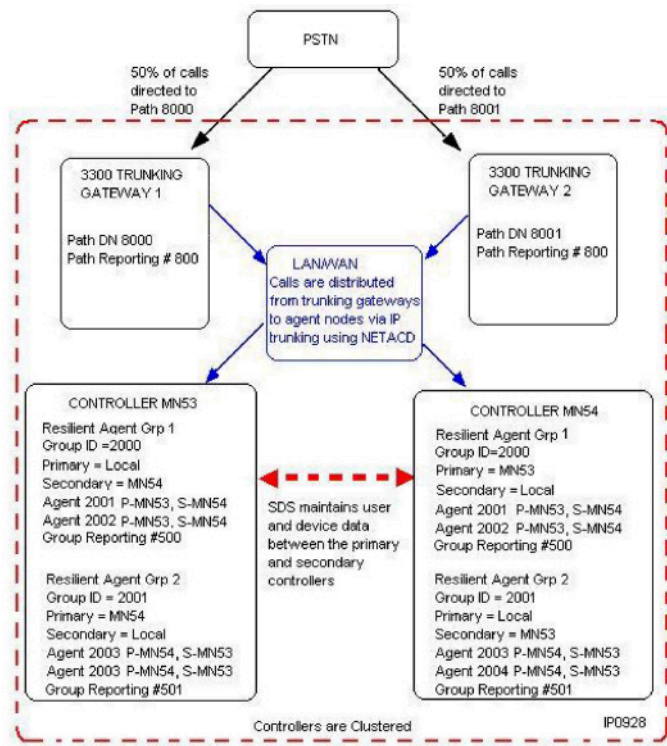 PSTN
50% of calls
directed to
Path 8000
50% of calls
directed to
Path 8001
3300 TRUNKING
GATEWAY 1
Path DN 8000
Path Reporting # 800
3300 TRUNKING
GATEWAY 2
Path DN 8001
Path Reporting # 800
LAN/WAN
Calls are distributed
from trunking gateways
to agent nodes via IP
trunking using NETACD
CONTROLLER MN53
Resilient Agent Grp 1
Group ID =2000
Primary = Local
Secondary = MN54
Agent 2001 P-MN53, S-MN54
Agent 2002 P-MN53, S-MN54
Group Reporting #500
Resilient Agent Grp 2
Group ID = 2001
Primary = MN54
Secondary = Local
Agent 2003 P-MN54, S-MN53
Agent 2003 P-MN54, S-MN53
Group Reporting #501
SDS maintains user
and device data
between the primary
and secondary
controllers
CONTROLLER MN54
Resilient Agent Grp 1
Group ID=2000
Primary = MN53
Secondary = Local
Agent 2001 P-MN53, S-MN54
Agent 2002 P-MN53, S-MN54
Group Reporting #500
Resilient Agent Grp 2
Group ID = 2001
Primary = Local
Secondary = MN53
Agent 2003 P-MN54, S-MN53
Agent 2004 P-MN54, S-MN53
Group Reporting #501
Controllers are Clustered
IP0928